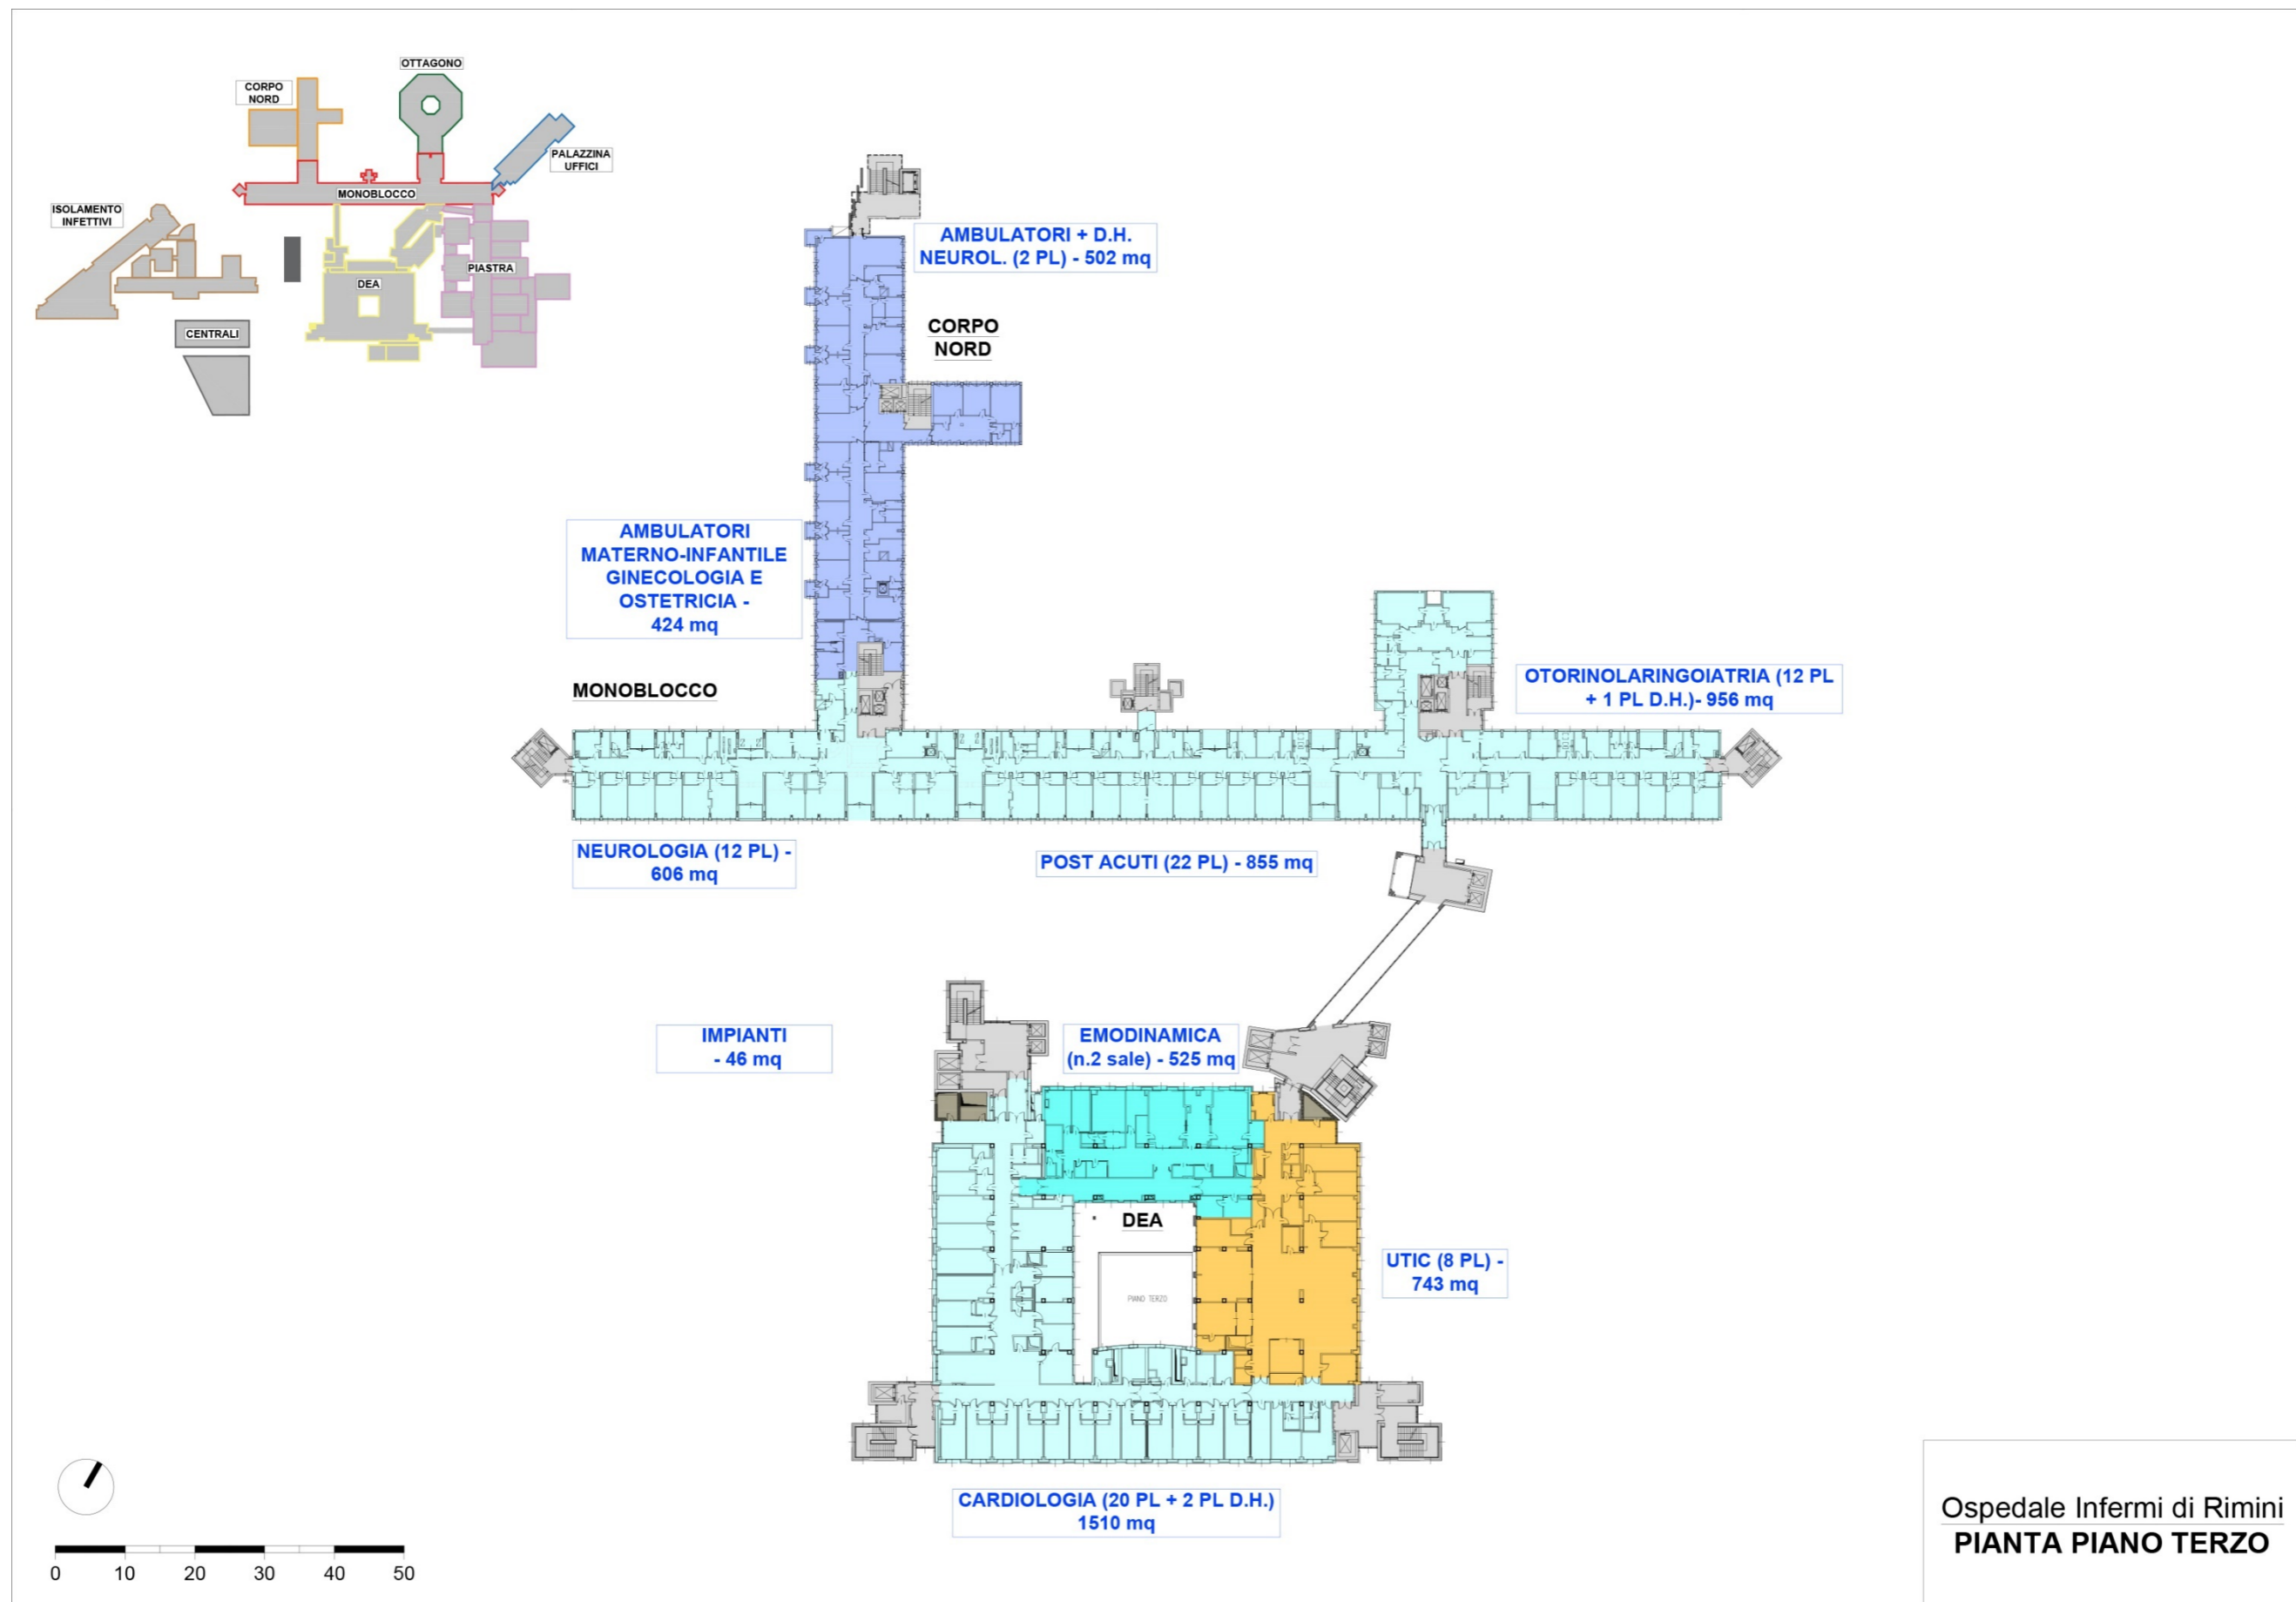 OTTAGONO
CORPO
NORD
PALAZZINA
UFFICI
MONOBLOCCO
ISOLAMENTO
INFETTIVI
PIASTRA
DEA
CENTRALI
AMBULATORI + D.H.
NEUROL. (2 PL) - 502 mq
CORPO
NORD
AMBULATORI
MATERNO-INFANTILE
GINECOLOGIA E
OSTETRICIA -
424 mq
MONOBLOCCO
OTORINOLARINGOIATRIA (12 PL
+ 1 PL D.H.)- 956 mq
NEUROLOGIA (12 PL) -
606 mq
POST ACUTI (22 PL) - 855 mq
IMPIANTI
- 46 mq
EMODINAMICA
(n.2 sale) - 525 mq
DEA
PIANO TERZO
UTIC (8 PL) -
743 mq
CARDIOLOGIA (20 PL + 2 PL D.H.)
1510 mq
0 10 20 30 40 50
Ospedale Infermi di Rimini
PIANTA PIANO TERZO